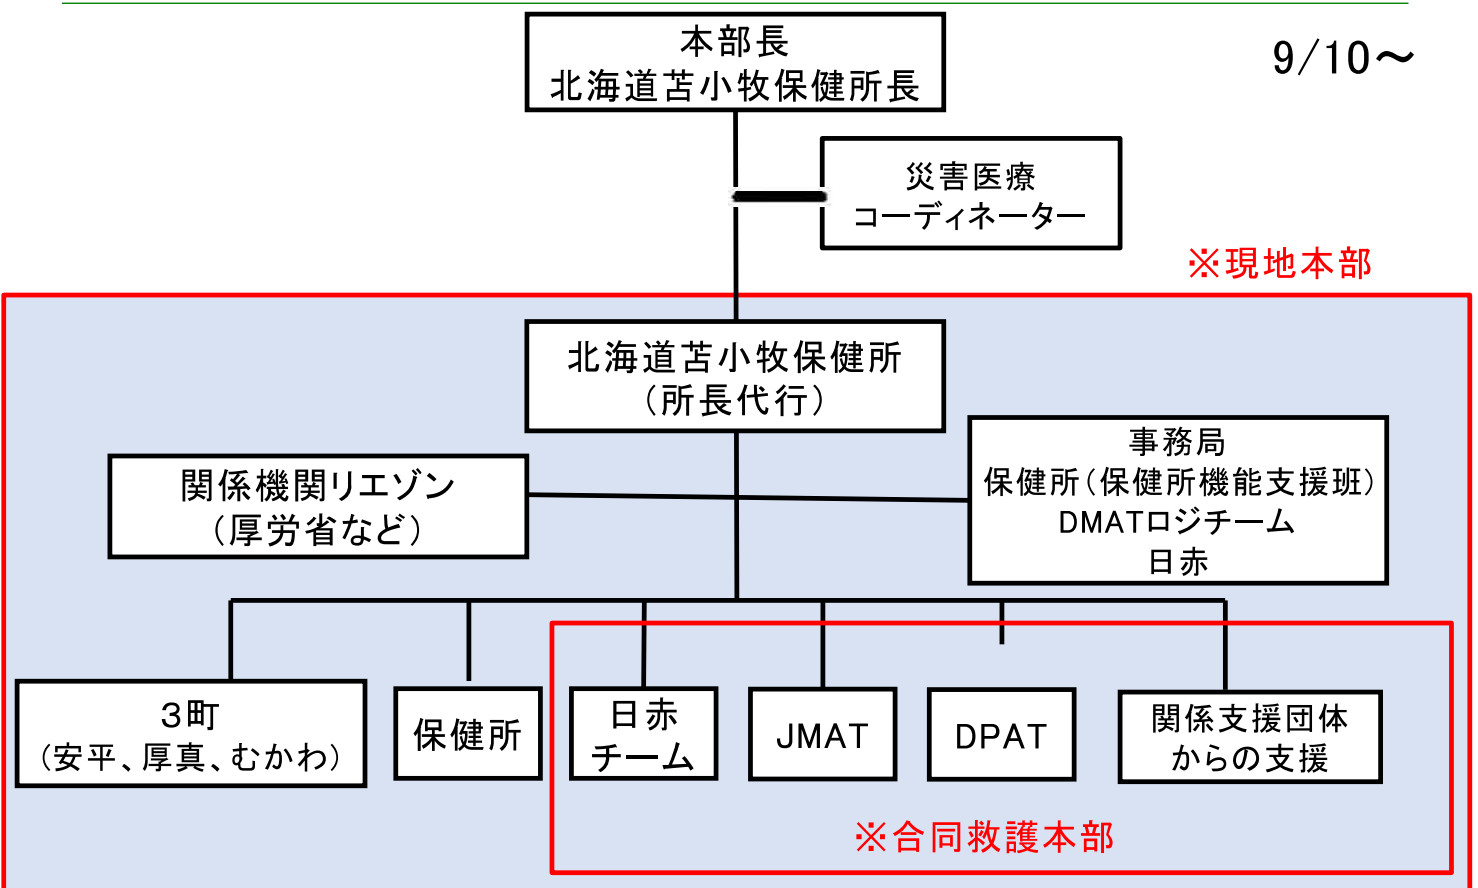 本部長
北海道苫小牧保健所長
9/10～
災害医療
コーディネーター
※現地本部
北海道苫小牧保健所
（所長代行）
関係機関リエゾン
（厚労省など）
事務局
保健所（保健所機能支援班）
DMATロジチーム
日赤
３町
（安平、厚真、むかわ）
保健所
日赤
チーム
JMAT
DPAT
関係支援団体
からの支援
※合同救護本部